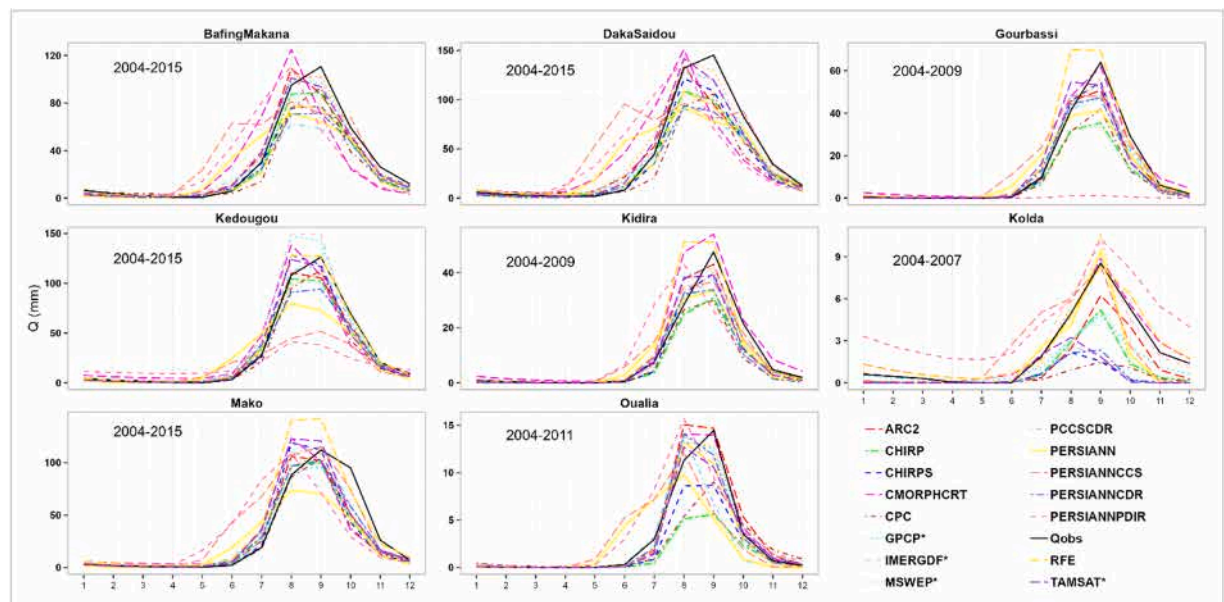 BafingMakana
DakaSaidou
Gourbassi
2004-2015
2004-2015
2004-2009
120
80
40
0
150
100
50
0
60
40
20
0
Kedougou
Kidira
Kolda
2004-2015
2004-2009
2004-2007
Q (mm)
150
100
50
0
40
20
0
9
6
3
0
1 2 3 4 5 6 7 8 9 10 11 12
Mako
Oualia
2004-2015
2004-2011
100
50
0
15
10
5
0
1 2 3 4 5 6 7 8 9 10 11 12
1 2 3 4 5 6 7 8 9 10 11 12
ARC2
CHIRP
CHIRPS
CMORPHCRT
CPC
GPCP*
IMERGDF*
MSWEP*
PCCSCDR
PERSIANN
PERSIANNCCS
PERSIANNCDR
PERSIANNPDIR
Qobs
RFE
TAMSAT*